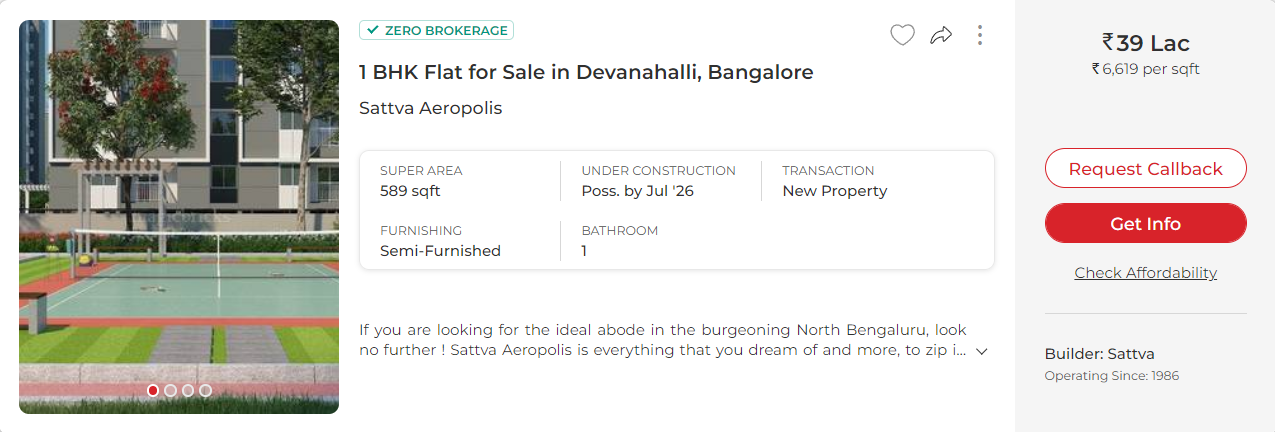 ZERO BROKERAGE
1 BHK Flat for Sale in Devanahalli, Bangalore
Sattva Aeropolis
SUPER AREA
589 sqft
UNDER CONSTRUCTION
Poss. by Jul '26
TRANSACTION
New Property
FURNISHING
Semi-Furnished
BATHROOM
1
If you are looking for the ideal abode in the burgeoning North Bengaluru, look
no further ! Sattva Aeropolis is everything that you dream of and more, to zip i...
₹39 Lac
₹6,619 per sqft
Request Callback
Get Info
Check Affordability
Builder: Sattva
Operating Since: 1986